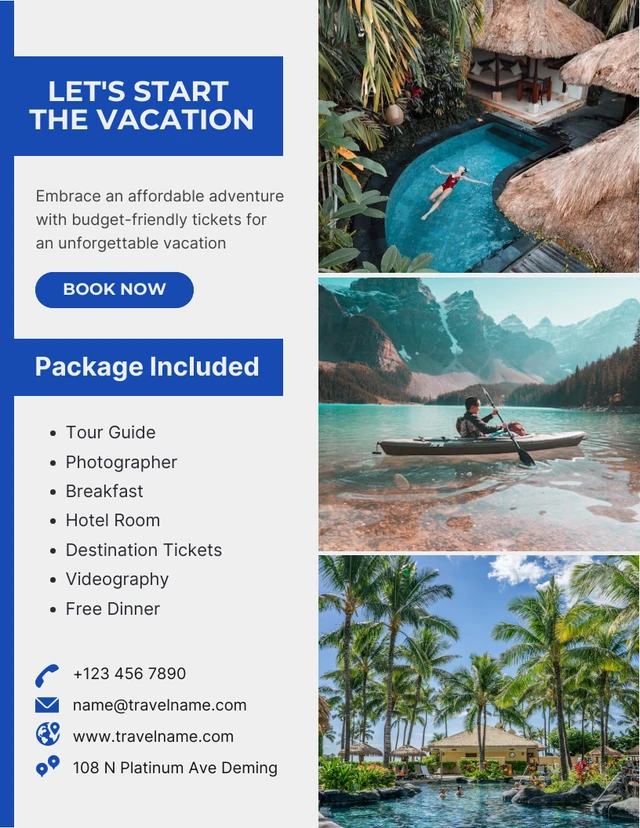 LET'S START
THE VACATION
Embrace an affordable adventure
with budget-friendly tickets for
an unforgettable vacation
BOOK NOW
Package Included
• Tour Guide
• Photographer
• Breakfast
• Hotel Room
• Destination Tickets
• Videography
• Free Dinner
+123 456 7890
name@travelname.com
www.travelname.com
108 N Platinum Ave Deming